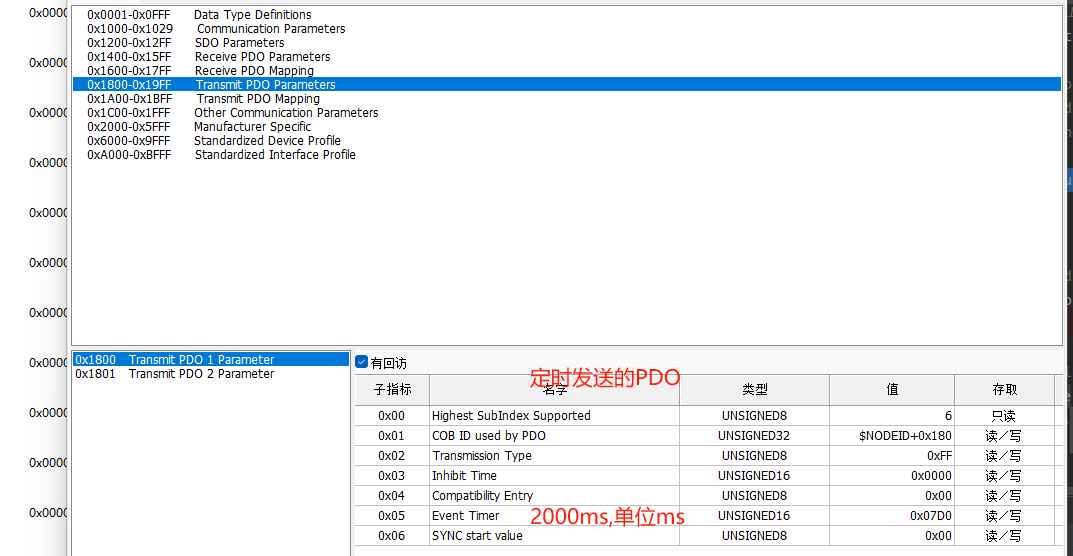 0x0000
0x0000
0x0000
0x0000
0x0000
0x0000
0x0000
0x0000
0x0000
0x0000
0x0000
0x0001-0x0FFF Data Type Definitions
0x1000-0x1029 Communication Parameters
0x1200-0x12FF SDO Parameters
0x1400-0x15FF Receive PDO Parameters
0x1600-0x17FF Receive PDO Mapping
0x1800-0x19FF Transmit PDO Parameters
0x1A00-0x1BFF Transmit PDO Mapping
0x1C00-0x1FFF Other Communication Parameters
0x2000-0x5FFF Manufacturer Specific
0x6000-0x9FFF Standardized Device Profile
0xA000-0xBFFF Standardized Interface Profile
0x1800 Transmit PDO 1 Parameter
0x1801 Transmit PDO 2 Parameter
有回访
定时发送的PDO
子指标 名字 类型 值 存取
0x00 Highest SubIndex Supported UNSIGNED8 6 只读
0x01 COB ID used by PDO UNSIGNED32 $NODEID+0x180 读/写
0x02 Transmission Type UNSIGNED8 0xFF 读/写
0x03 Inhibit Time UNSIGNED16 0x0000 读/写
0x04 Compatibility Entry UNSIGNED8 0x00 读/写
0x05 Event Timer 2000ms,单位ms UNSIGNED16 0x07D0 读/写
0x06 SYNC start value UNSIGNED8 0x00 读/写